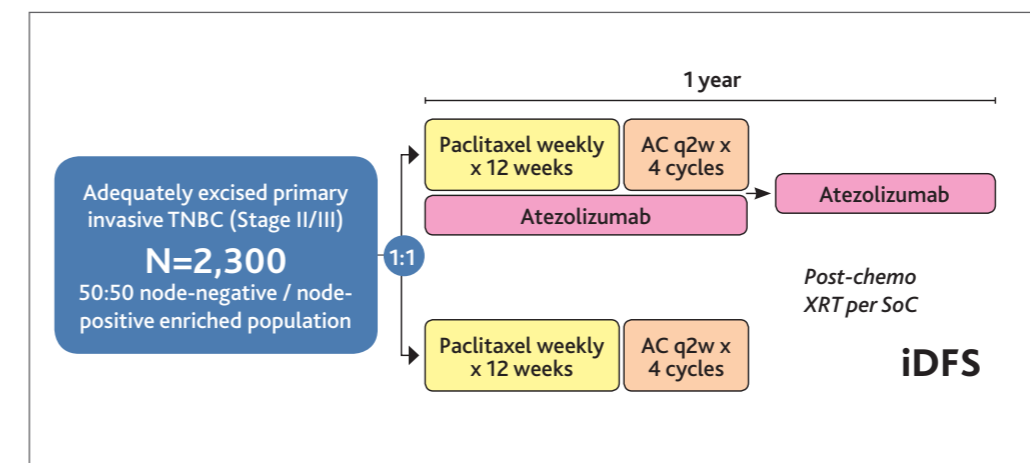 1 year
Adequately excised primary
invasive TNBC (Stage II/III)
N=2,300
50:50 node-negative / node-
positive enriched population
1:1
Paclitaxel weekly
x 12 weeks
AC q2w x
4 cycles
Atezolizumab
Atezolizumab
Post-chemo
XRT per SoC
iDFS
Paclitaxel weekly
x 12 weeks
AC q2w x
4 cycles